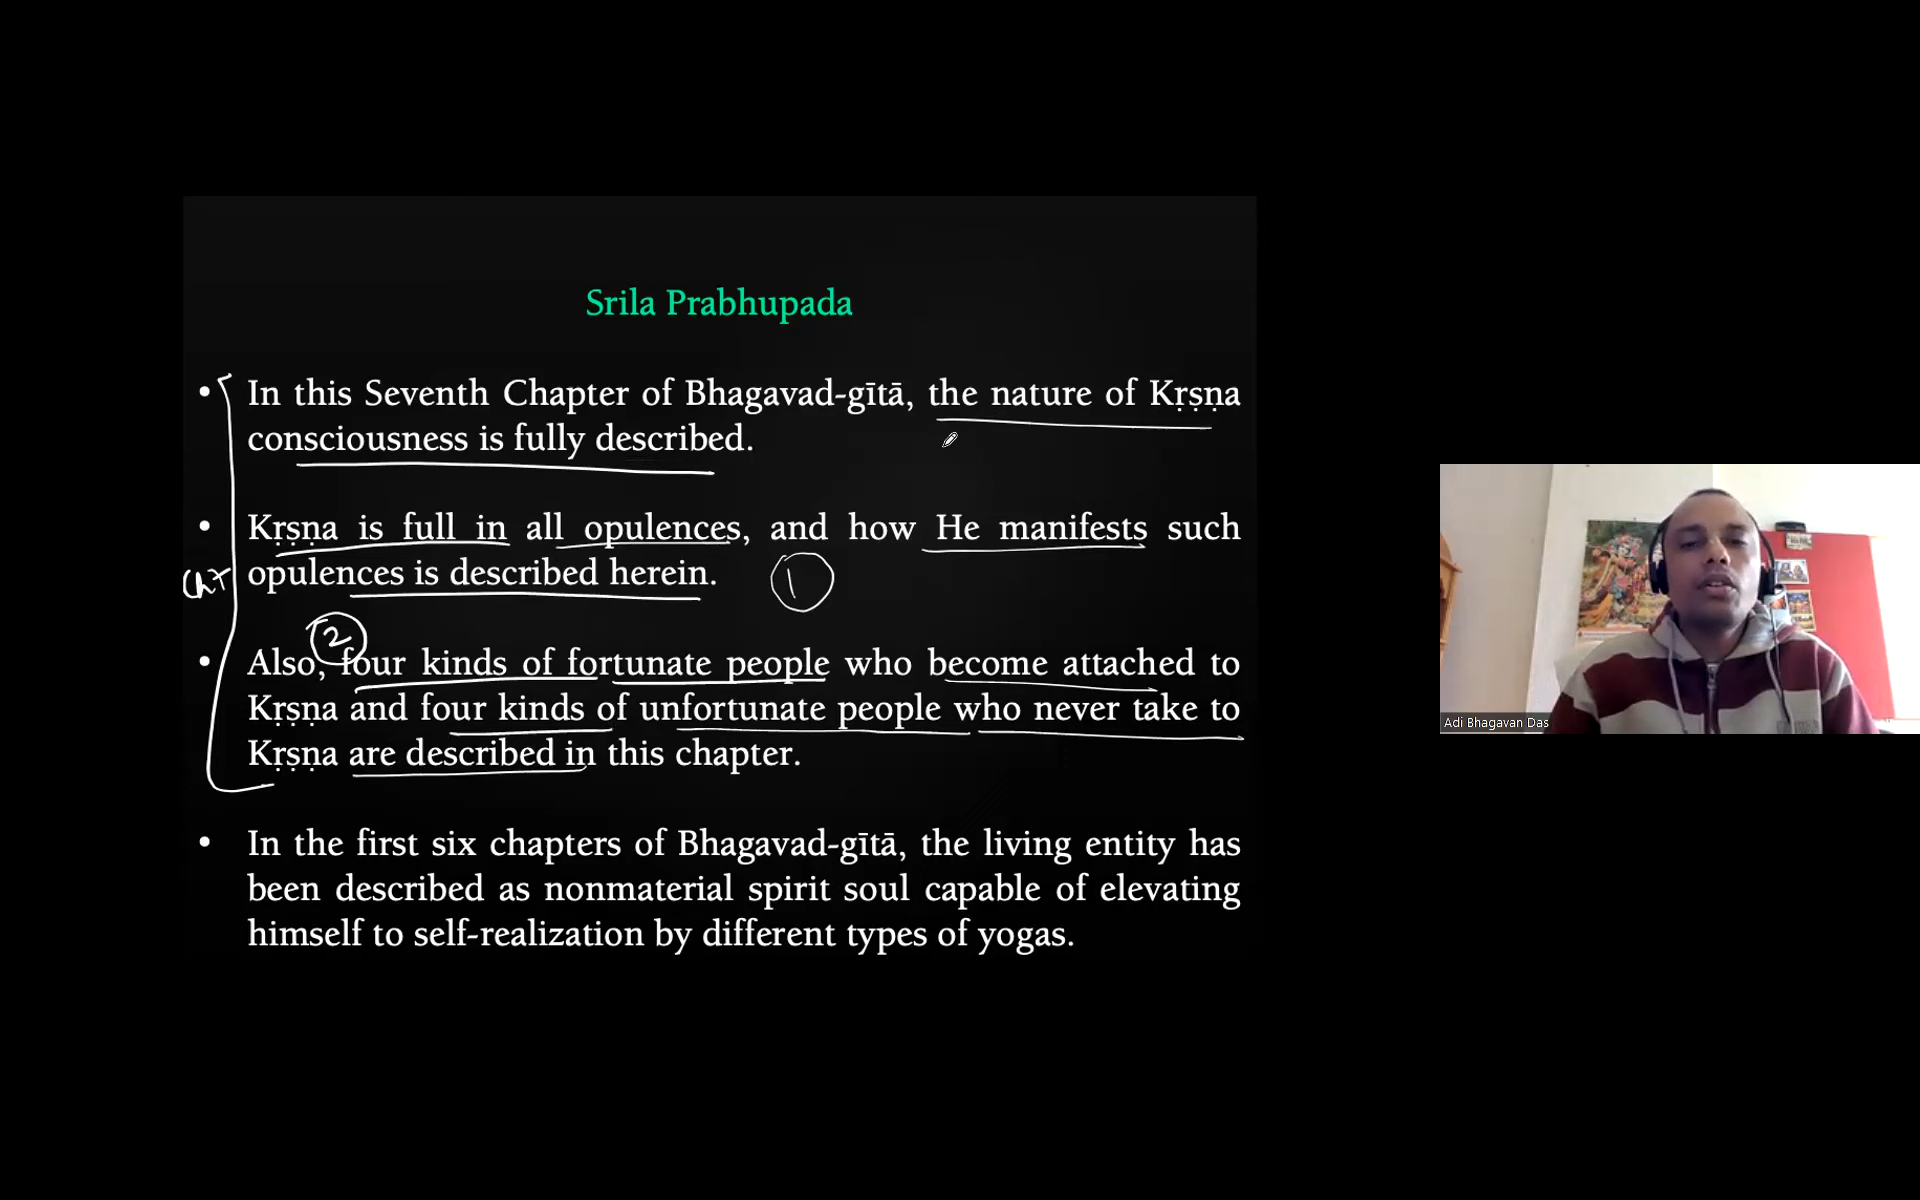 Srila Prabhupada
• In this Seventh Chapter of Bhagavad-gītā, the nature of Kṛṣṇa
consciousness is fully described.
• Kṛṣṇa is full in all opulences, and how He manifests such
Ch 7 opulences is described herein. 1
2
• Also, four kinds of fortunate people who become attached to
Kṛṣṇa and four kinds of unfortunate people who never take to
Kṛṣṇa are described in this chapter.
• In the first six chapters of Bhagavad-gītā, the living entity has
been described as nonmaterial spirit soul capable of elevating
himself to self-realization by different types of yogas.
Adi Bhagavan Das